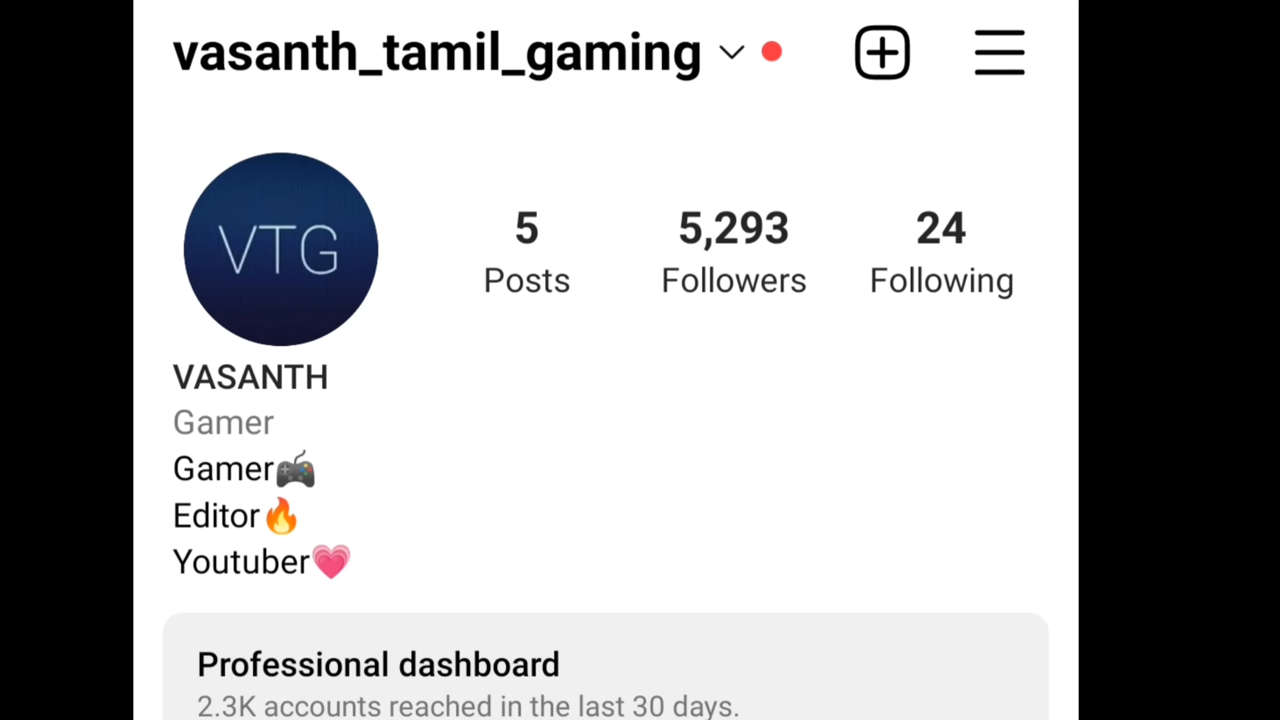 vasanth_tamil_gaming
VTG
5 5,293 24
Posts Followers Following
VASANTH
Gamer
Gamer🎮
Editor🔥
Youtuber💗
Professional dashboard
2.3K accounts reached in the last 30 days.